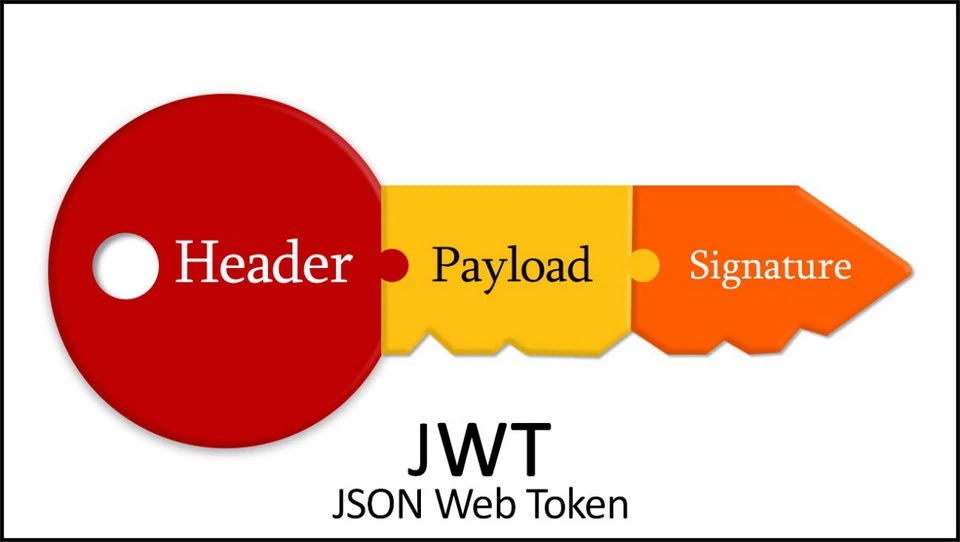 Header
Payload
Signature
JWT
JSON Web Token